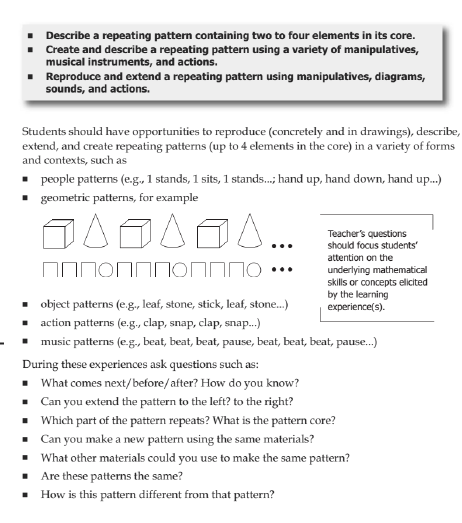 ▪ Describe a repeating pattern containing two to four elements in its core.
▪ Create and describe a repeating pattern using a variety of manipulatives,
musical instruments, and actions.
▪ Reproduce and extend a repeating pattern using manipulatives, diagrams,
sounds, and actions.
Students should have opportunities to reproduce (concretely and in drawings), describe,
extend, and create repeating patterns (up to 4 elements in the core) in a variety of forms
and contexts, such as
▪ people patterns (e.g., 1 stands, 1 sits, 1 stands...; hand up, hand down, hand up...)
▪ geometric patterns, for example
Teacher's questions
should focus students'
attention on the
underlying mathematical
skills or concepts elicited
by the learning
experience(s).
▪ object patterns (e.g., leaf, stone, stick, leaf, stone...)
▪ action patterns (e.g., clap, snap, clap, snap...)
▪ music patterns (e.g., beat, beat, beat, pause, beat, beat, beat, pause...)
During these experiences ask questions such as:
▪ What comes next/before/after? How do you know?
▪ Can you extend the pattern to the left? to the right?
▪ Which part of the pattern repeats? What is the pattern core?
▪ Can you make a new pattern using the same materials?
▪ What other materials could you use to make the same pattern?
▪ Are these patterns the same?
▪ How is this pattern different from that pattern?